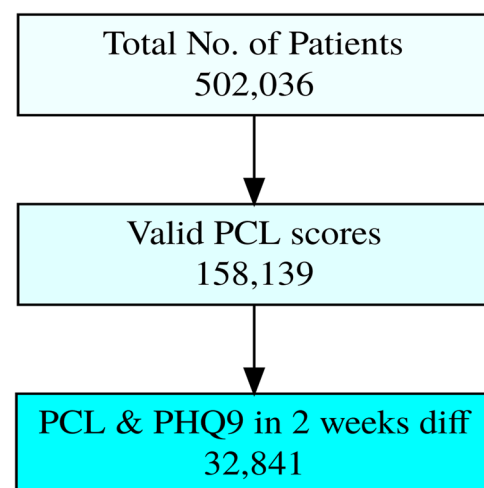 Total No. of Patients
502,036
Valid PCL scores
158,139
PCL & PHQ9 in 2 weeks diff
32,841